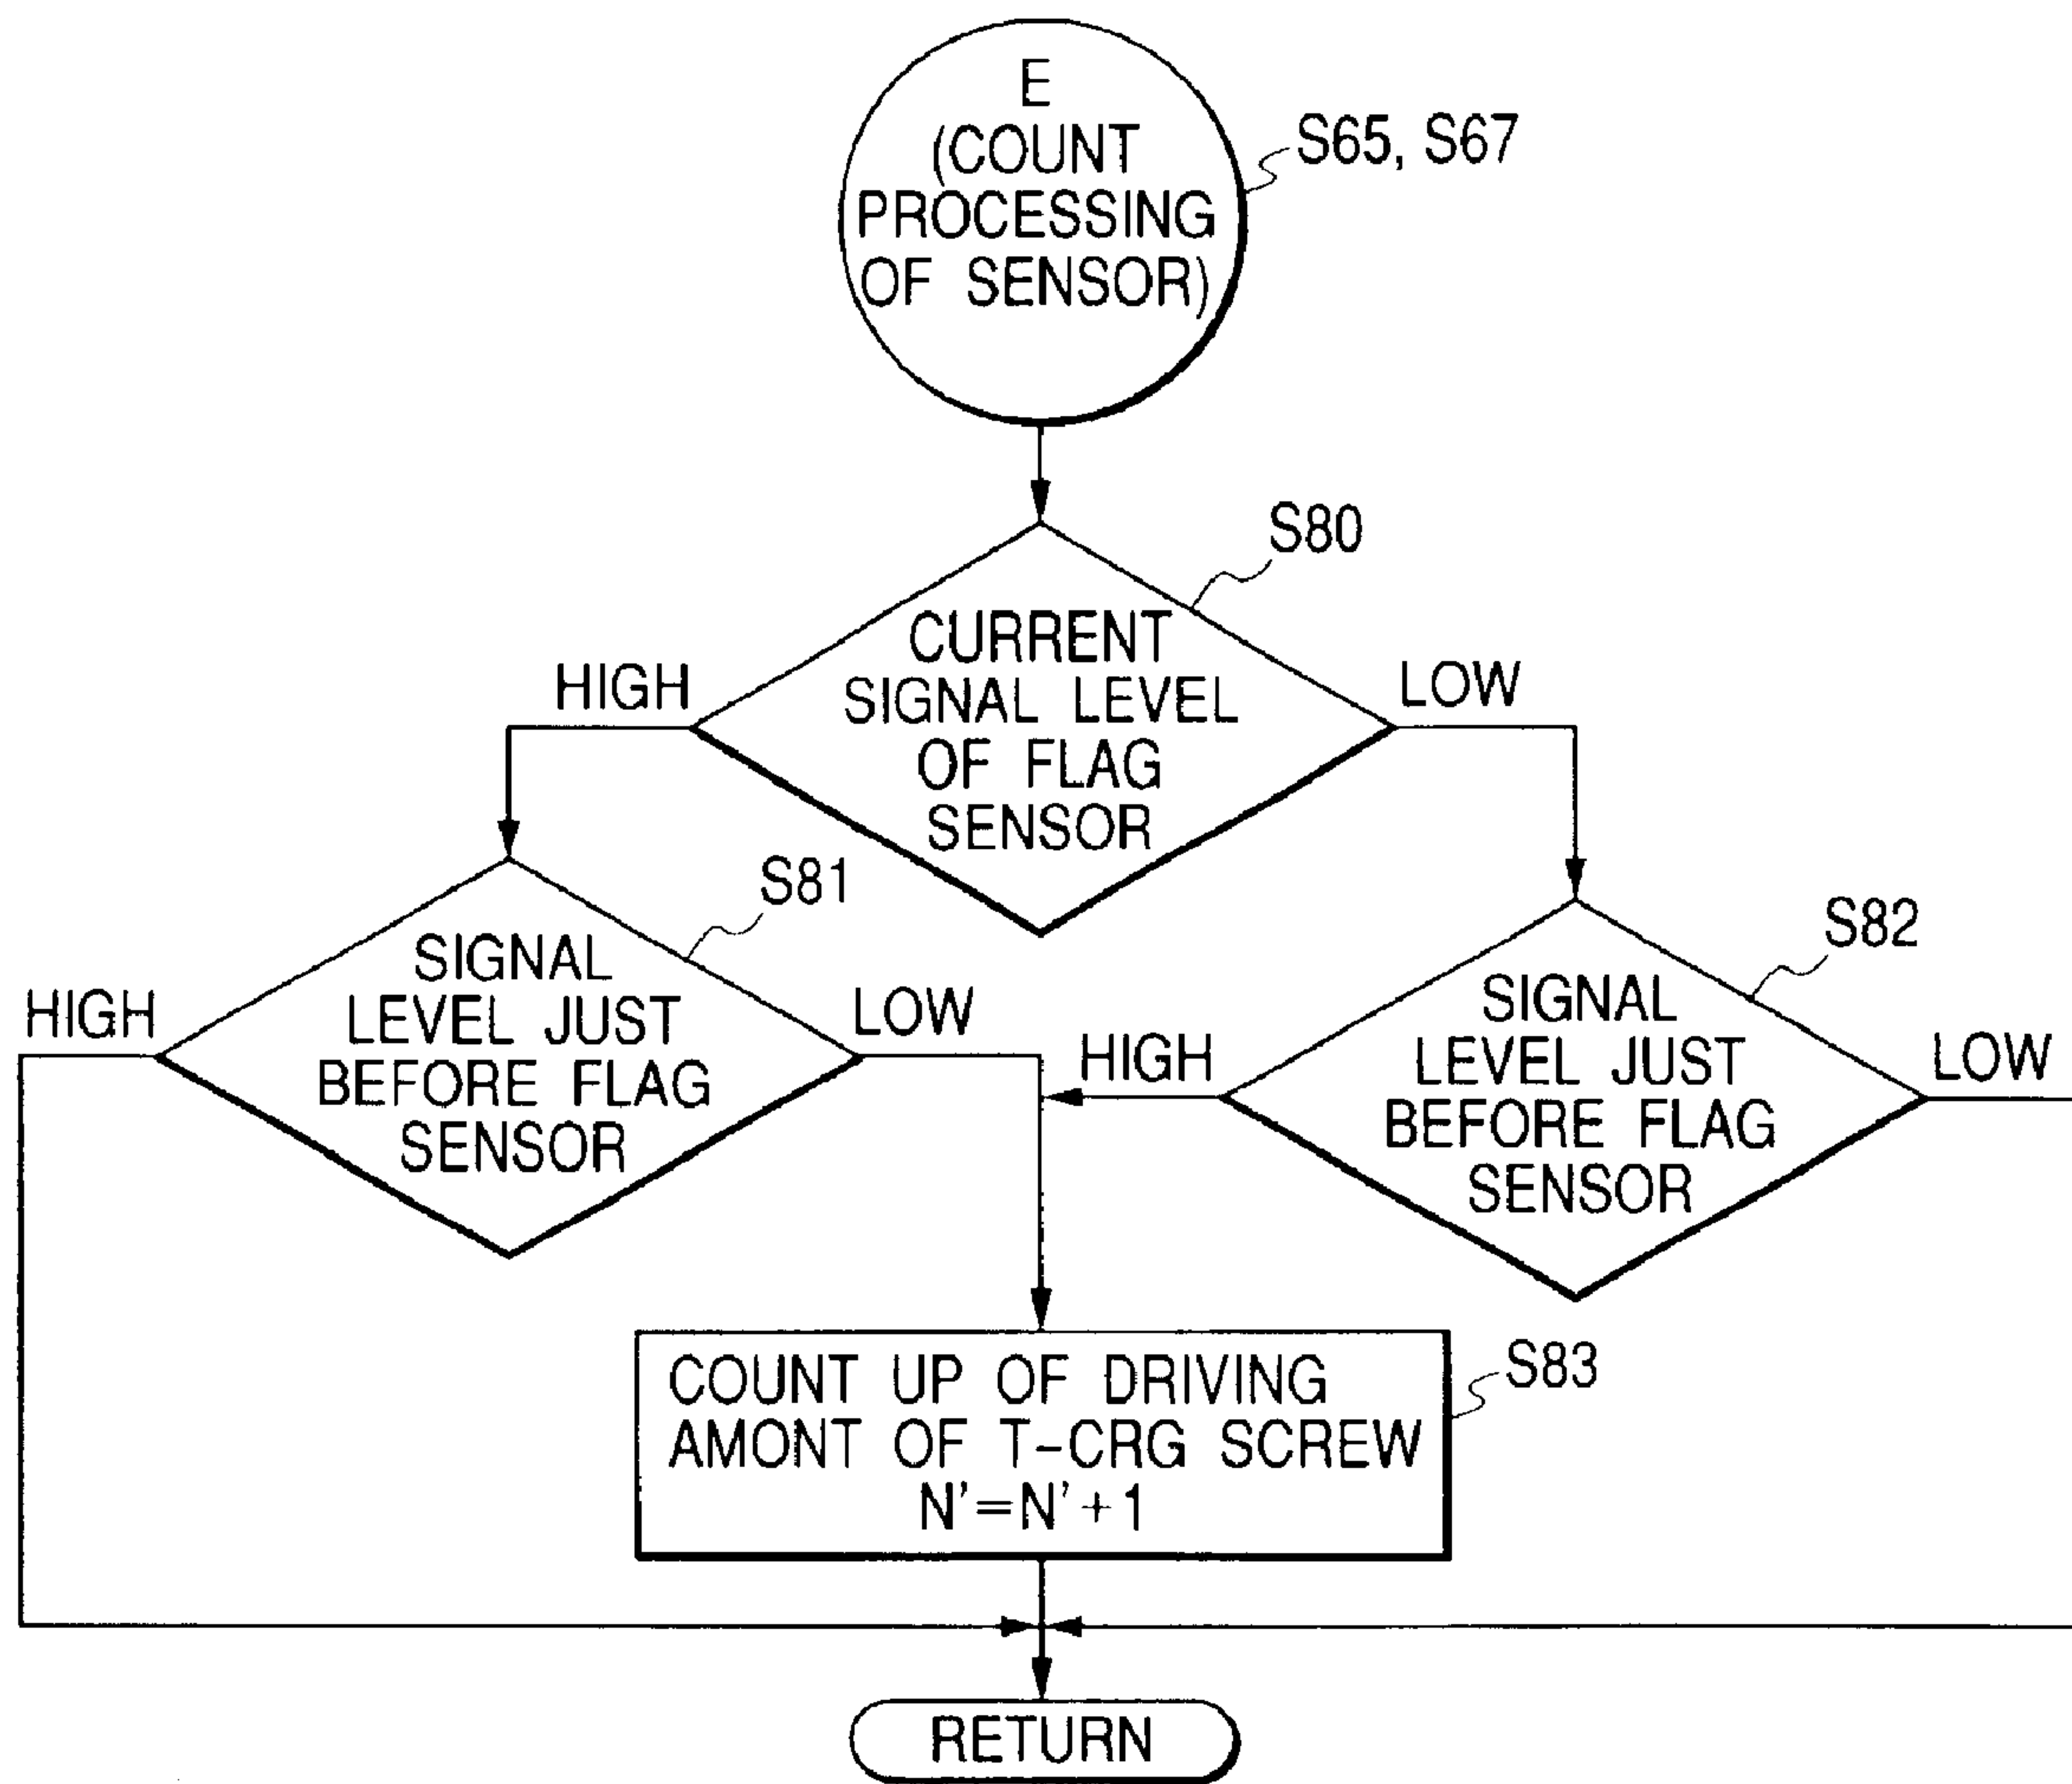 E
(COUNT
PROCESSING
OF SENSOR)
S65, S67
S80
CURRENT
SIGNAL LEVEL
OF FLAG
SENSOR
HIGH
LOW
S81
SIGNAL
LEVEL JUST
BEFORE FLAG
SENSOR
HIGH
LOW
S82
SIGNAL
LEVEL JUST
BEFORE FLAG
SENSOR
HIGH
LOW
COUNT UP OF DRIVING
AMONT OF T-CRG SCREW
N'=N'+1
S83
RETURN